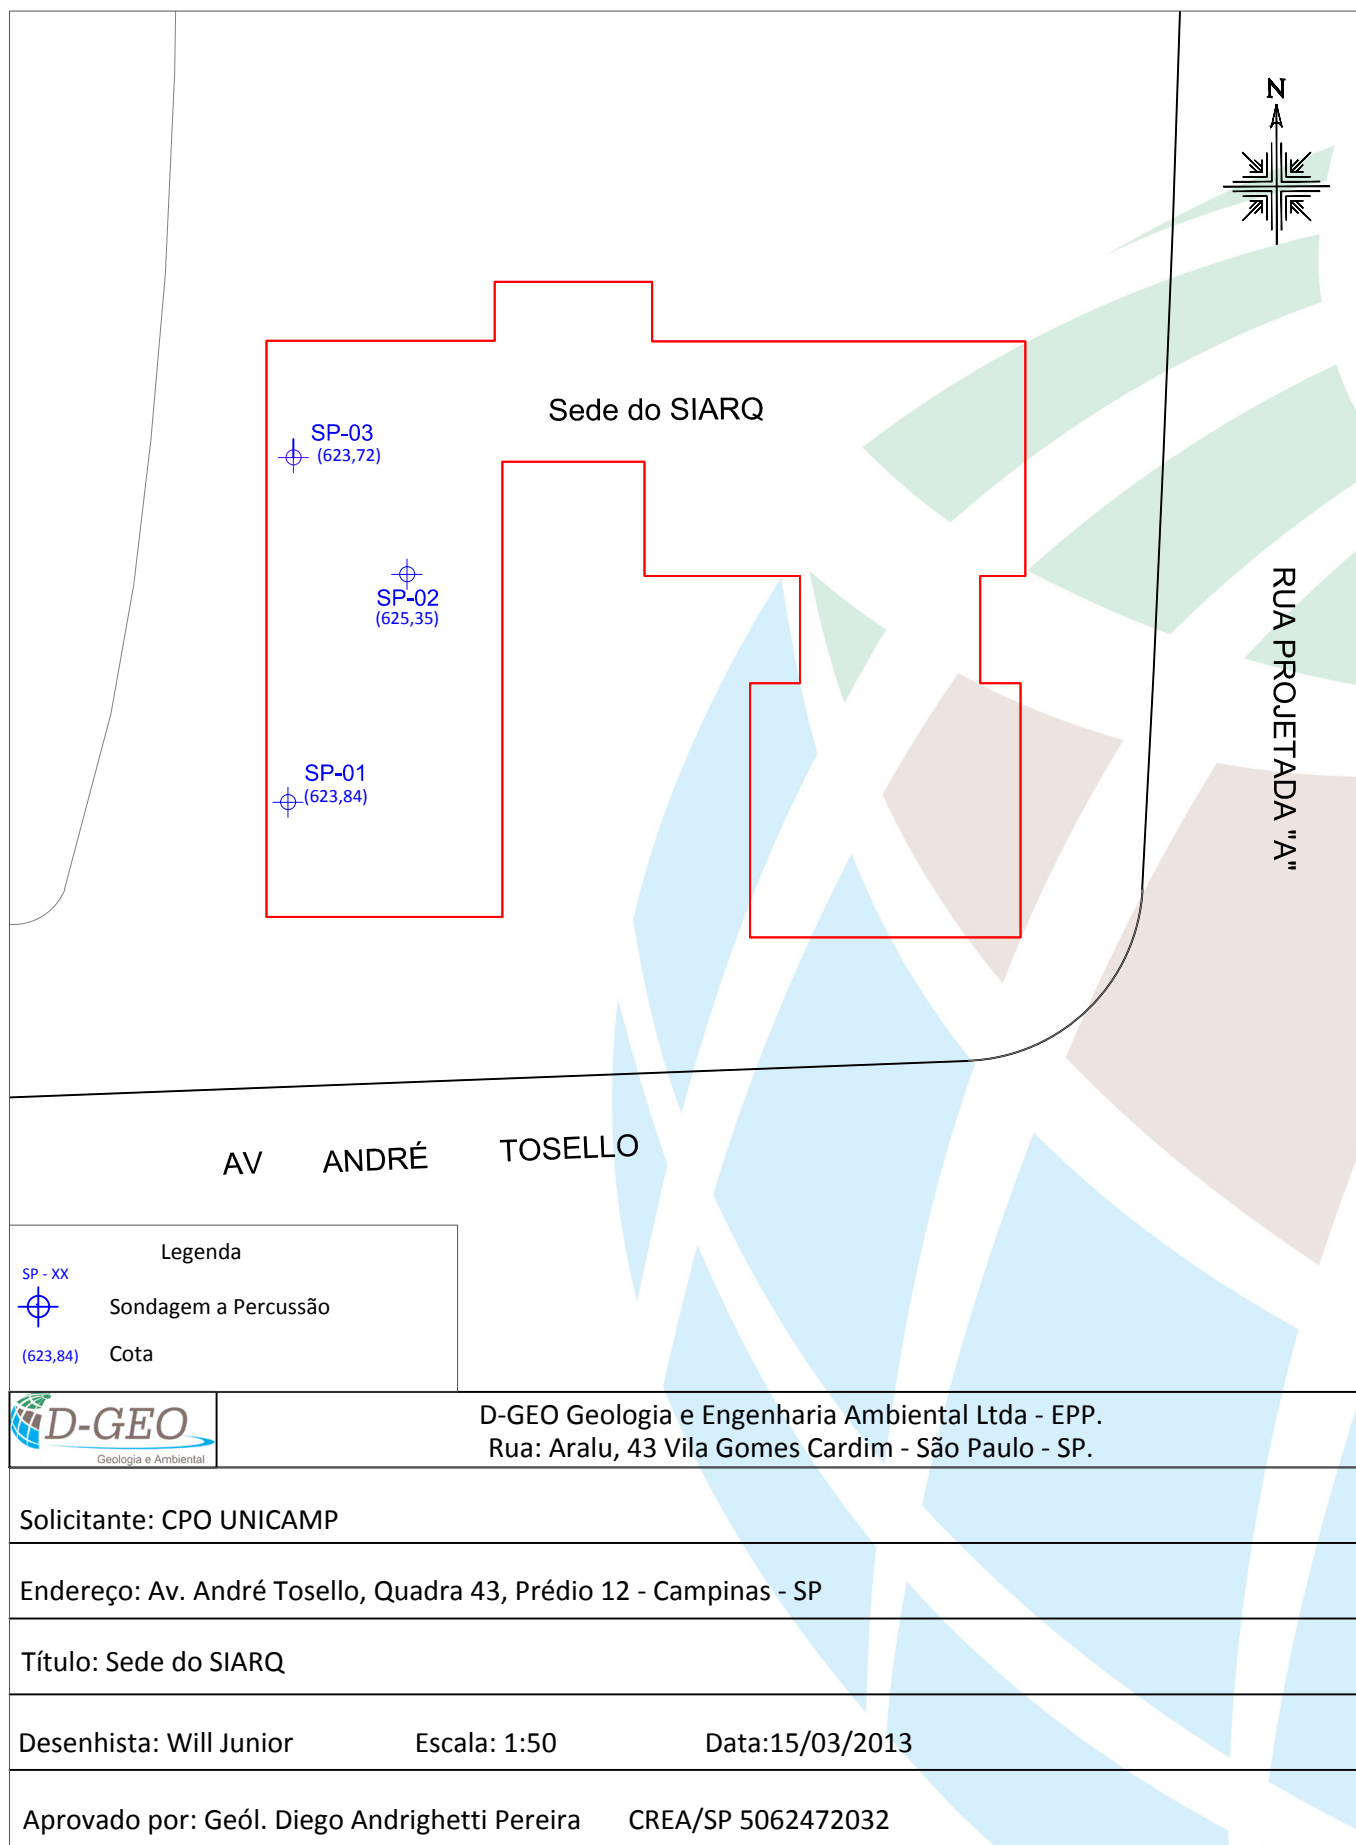 N
Sede do SIARQ
SP-03
(623,72)
SP-02
(625,35)
SP-01
(623,84)
RUA PROJETADA "A"
AV ANDRÉ TOSELLO
Legenda
SP - XX
Sondagem a Percussão
(623,84) Cota
D-GEO
Geologia e Ambiental
D-GEO Geologia e Engenharia Ambiental Ltda - EPP.
Rua: Aralu, 43 Vila Gomes Cardim - São Paulo - SP.
Solicitante: CPO UNICAMP
Endereço: Av. André Tosello, Quadra 43, Prédio 12 - Campinas - SP
Título: Sede do SIARQ
Desenhista: Will Junior Escala: 1:50 Data:15/03/2013
Aprovado por: Geól. Diego Andrighetti Pereira CREA/SP 5062472032